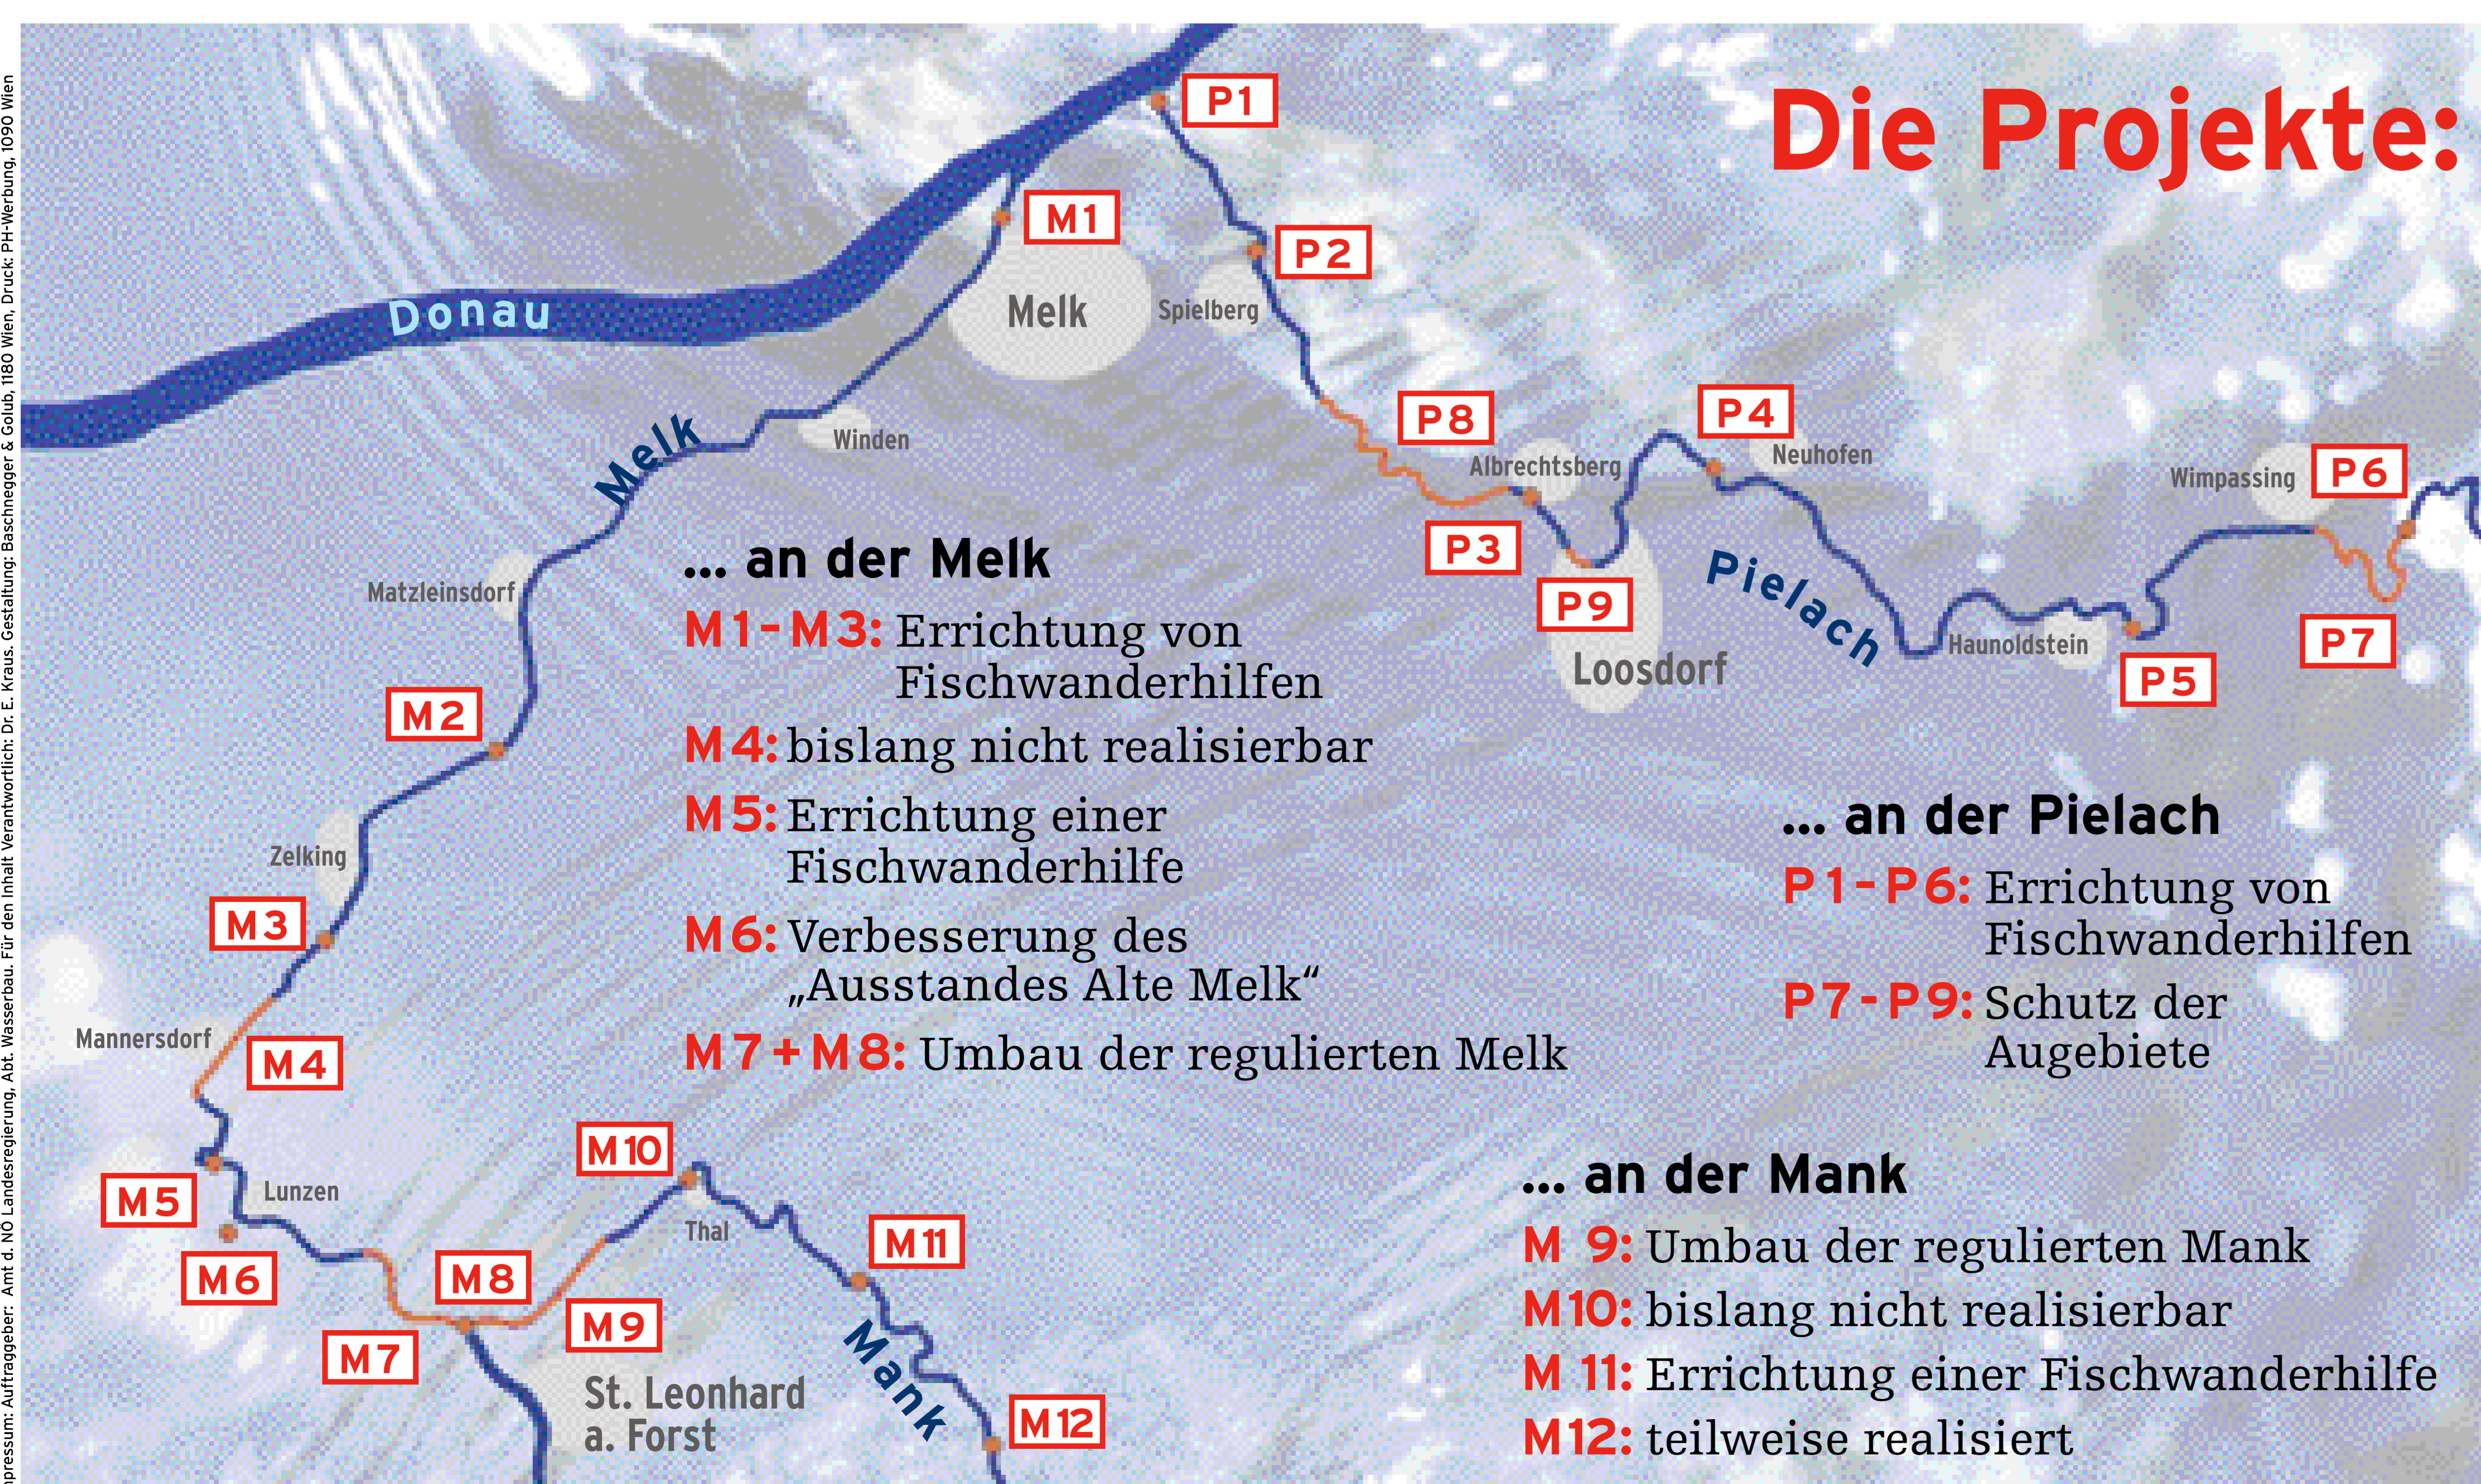 Die Projekte:
P1
M1
P2
Donau
Melk
Spielberg
P8
P4
Melk
Winden
Albrechtsberg
Neuhofen
Wimpassing
P6
P3
Matzleinsdorf
P9
Pielach
Haunoldstein
P7
Loosdorf
P5
M2
Zelking
M3
Mannersdorf
M4
M5
Lunzen
M6
M10
Thal
M11
M8
M9
M7
Mank
St. Leonhard
a. Forst
M12
... an der Melk
M1-M3: Errichtung von
Fischwanderhilfen
M4: bislang nicht realisierbar
M5: Errichtung einer
Fischwanderhilfe
M6: Verbesserung des
„Ausstandes Alte Melk“
M7+M8: Umbau der regulierten Melk
... an der Pielach
P1-P6: Errichtung von
Fischwanderhilfen
P7-P9: Schutz der
Augebiete
... an der Mank
M 9: Umbau der regulierten Mank
M10: bislang nicht realisierbar
M 11: Errichtung einer Fischwanderhilfe
M12: teilweise realisiert
mpressum: Auftraggeber: Amt d. NÖ Landesregierung, Abt. Wasserbau. Für den Inhalt Verantwortlich: Dr. E. Kraus. Gestaltung: Baschnegger & Golub, 1180 Wien, Druck: PH-Werbung, 1090 Wien